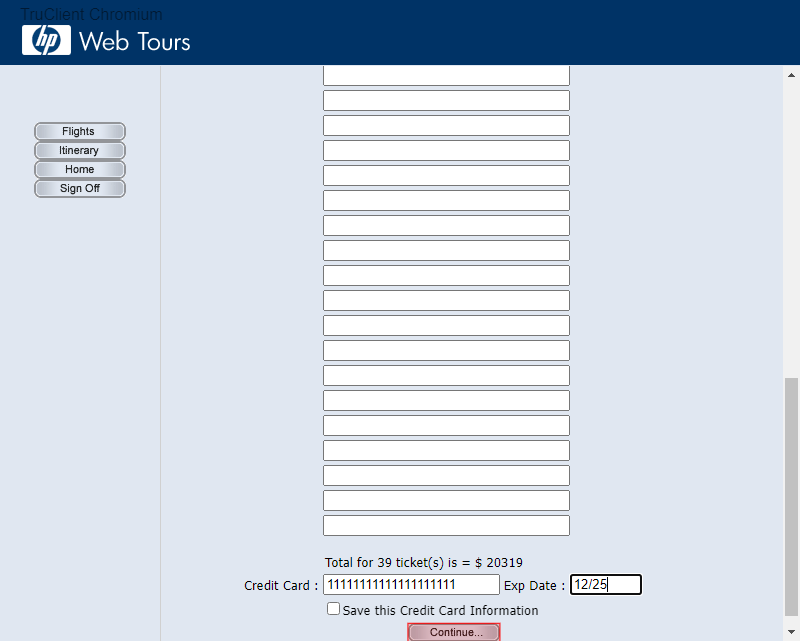 TruClient Chromium
hp Web Tours
Flights
Itinerary
Home
Sign Off
Total for 39 ticket(s) is = $ 20319
Credit Card : 11111111111111111111 Exp Date : 12/25
Save this Credit Card Information
Continue...